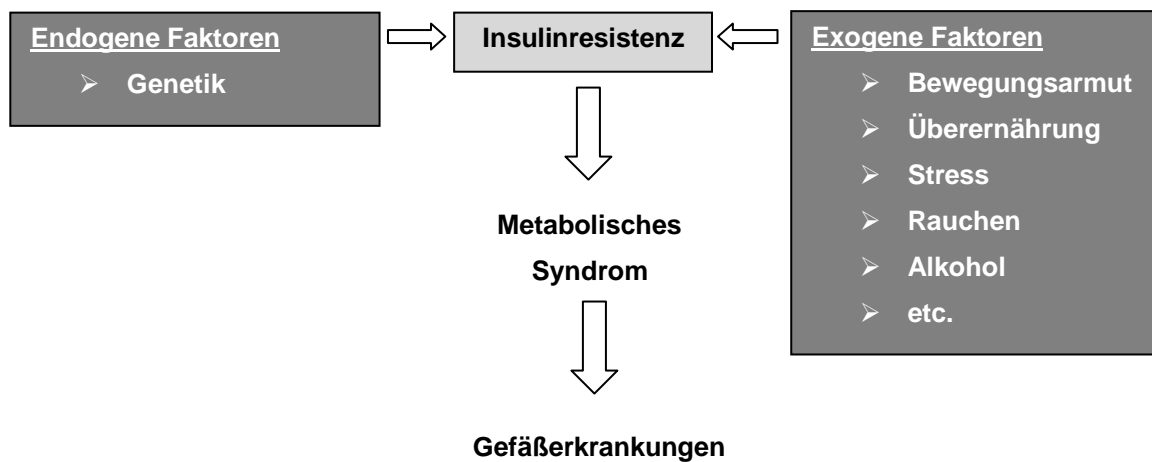 Endogene Faktoren
➢ Genetik
Insulinresistenz
Exogene Faktoren
➢ Bewegungsarmut
➢ Überernährung
➢ Stress
➢ Rauchen
➢ Alkohol
➢ etc.
Metabolisches
Syndrom
Gefäßerkrankungen